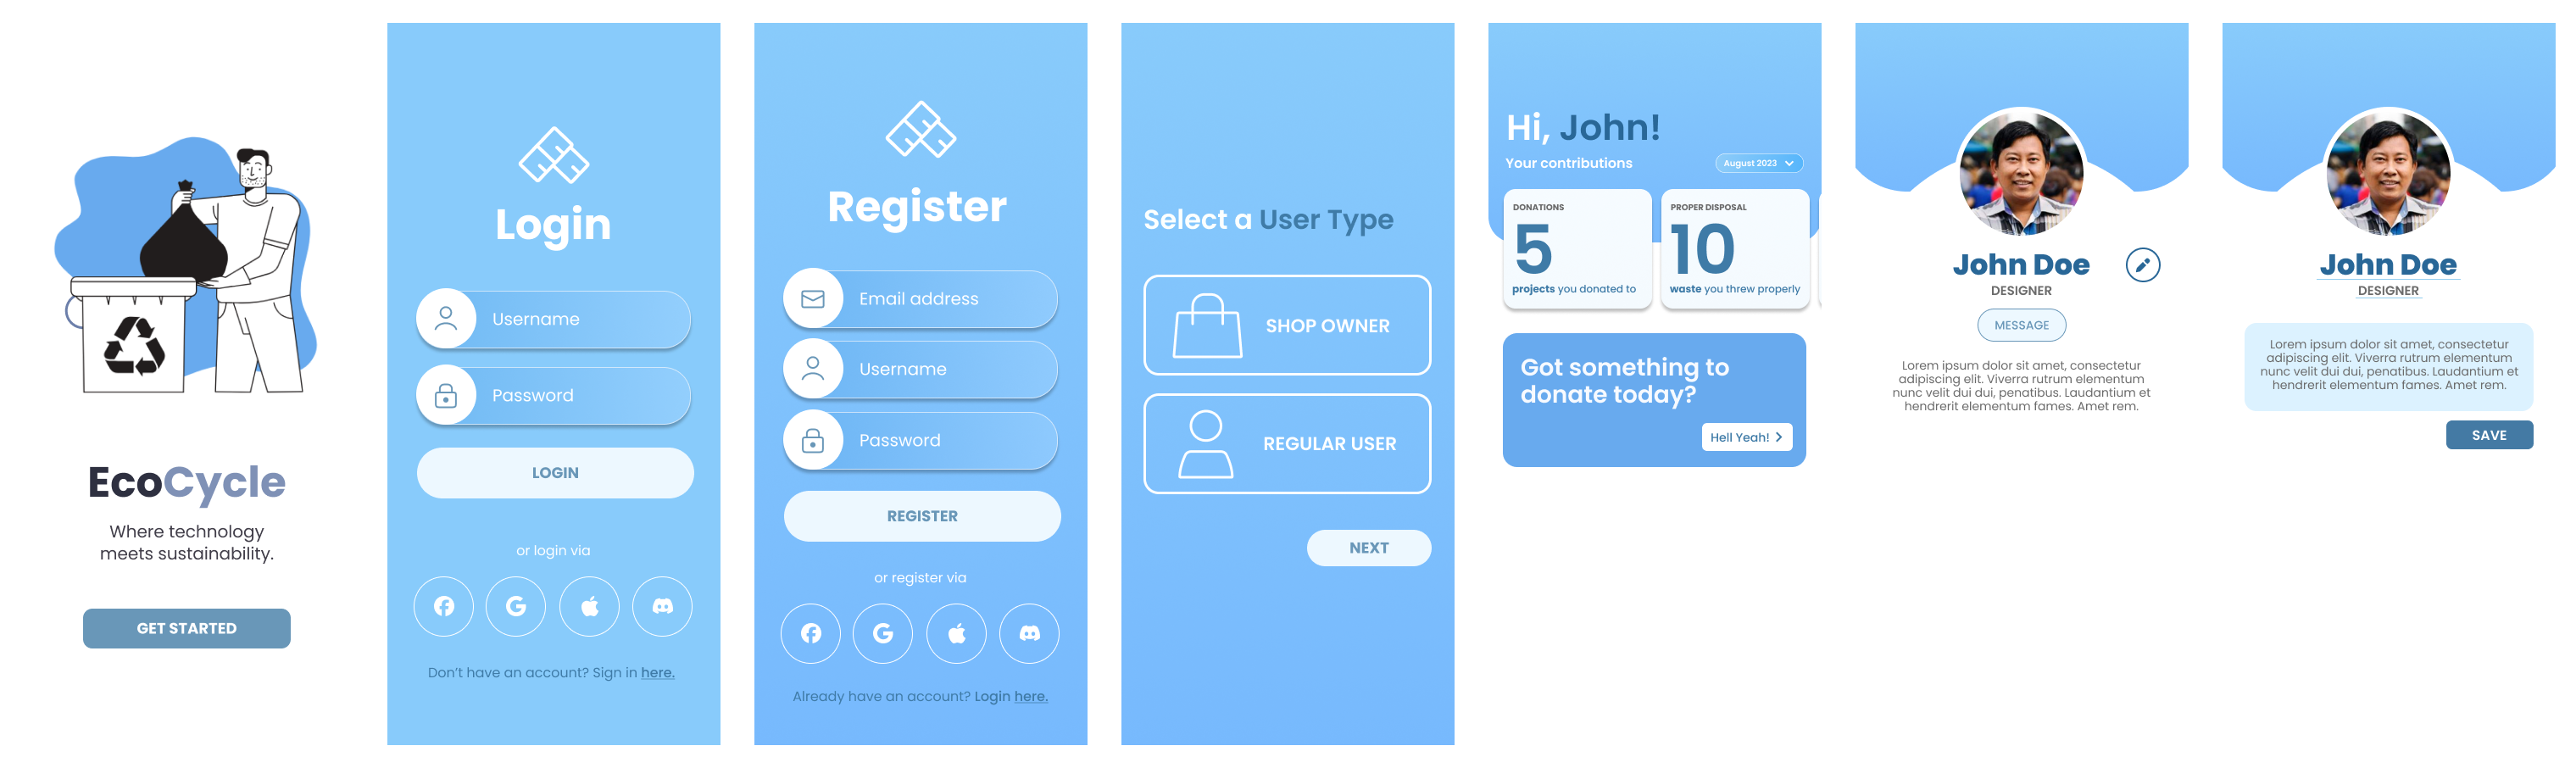 EcoCycle
Where technology
meets sustainability.
GET STARTED
Login
Username
Password
LOGIN
or login via
Don't have an account? Sign in here.
Register
Email address
Username
Password
REGISTER
or register via
Already have an account? Login here.
Select a User Type
SHOP OWNER
REGULAR USER
NEXT
Hi, John!
Your contributions
August 2023
DONATIONS
5
projects you donated to
PROPER DISPOSAL
10
waste you threw properly
Got something to
donate today?
Hell Yeah!
John Doe
DESIGNER
MESSAGE
Lorem ipsum dolor sit amet, consectetur
adipiscing elit. Viverra rutrum elementum
nunc velit dui dui, penatibus. Laudantium et
hendrerit elementum fames. Amet rem.
John Doe
DESIGNER
Lorem ipsum dolor sit amet, consectetur
adipiscing elit. Viverra rutrum elementum
nunc velit dui dui, penatibus. Laudantium et
hendrerit elementum fames. Amet rem.
SAVE